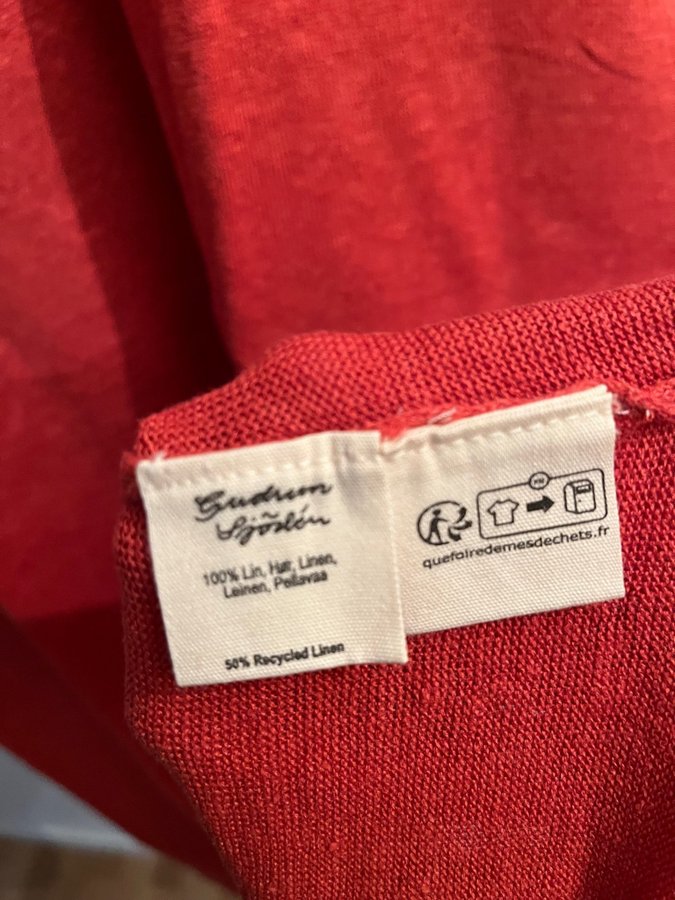 Gudrun
Sjödén
100% Lin, Hør, Linen,
Leinen, Pellavaa
50% Recycled Linen
quefairedemesdechets.fr